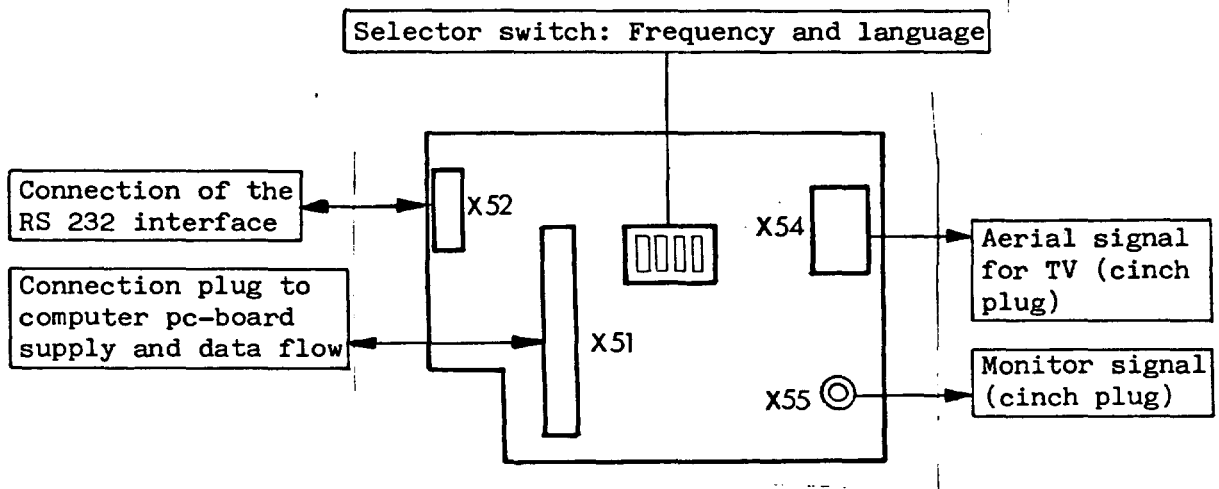 Selector switch: Frequency and language
Connection of the
RS 232 interface
X52
X54
Aerial signal
for TV (cinch
plug)
Connection plug to
computer pc-board
supply and data flow
X51
X55
Monitor signal
(cinch plug)